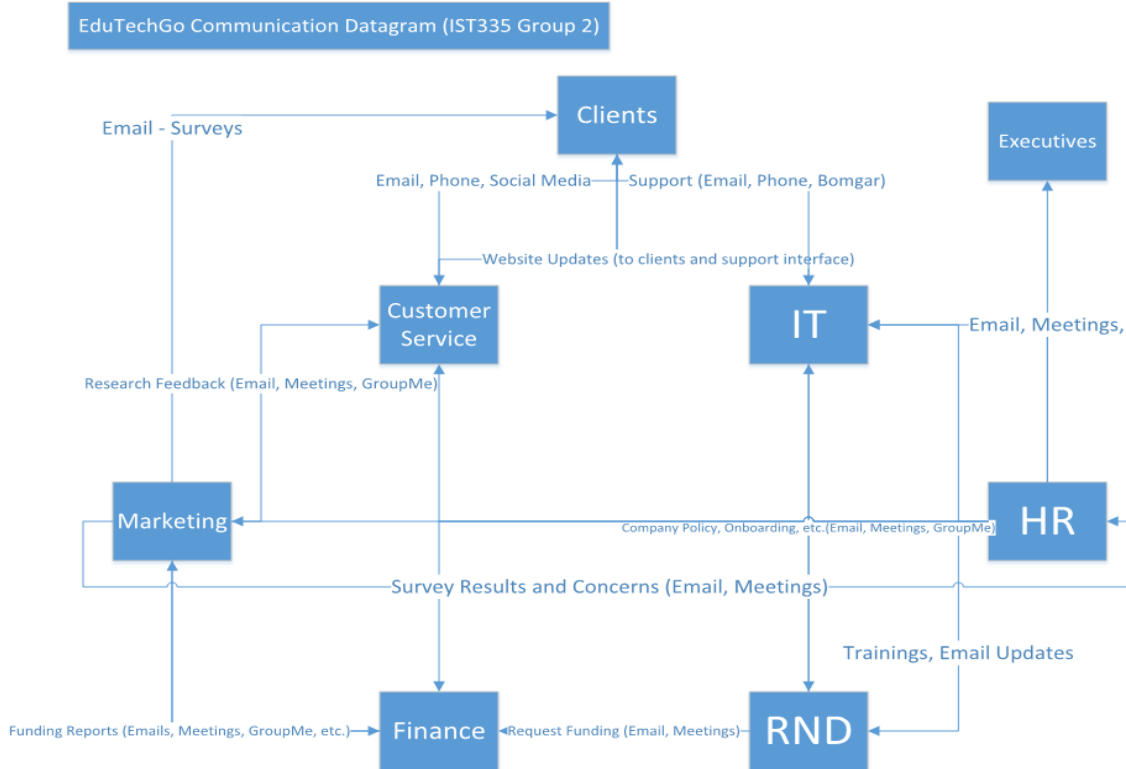 EduTechGo Communication Datagram (IST335 Group 2)
Clients
Executives
Email - Surveys
Email, Phone, Social Media
Support (Email, Phone, Bomgar)
Website Updates (to clients and support interface)
Customer
Service
IT
Email, Meetings,
Research Feedback (Email, Meetings, GroupMe)
Marketing
Company Policy, Onboarding, etc.(Email, Meetings, GroupMe)
HR
Survey Results and Concerns (Email, Meetings)
Trainings, Email Updates
Funding Reports (Emails, Meetings, GroupMe, etc.)
Finance
Request Funding (Email, Meetings)
RND